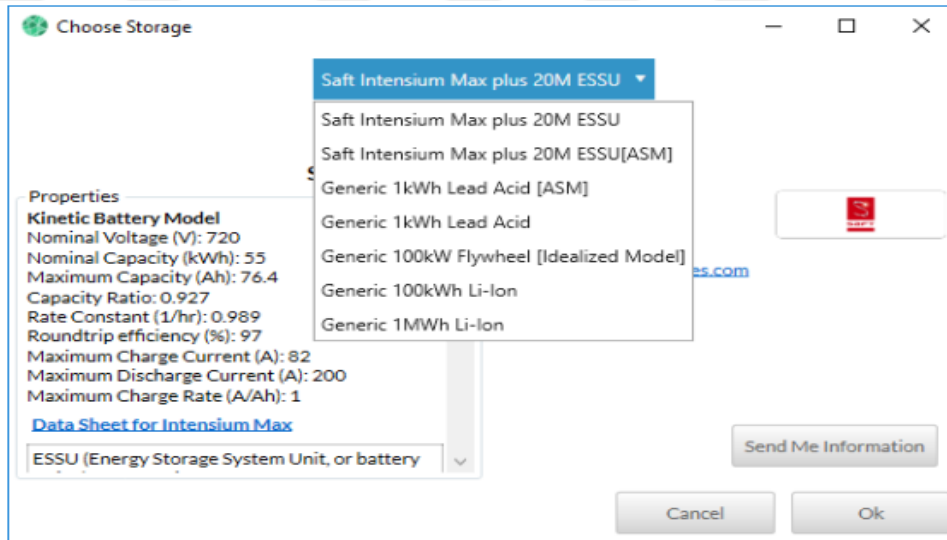 Choose Storage
Saft Intensium Max plus 20M ESSU
Saft Intensium Max plus 20M ESSU
Saft Intensium Max plus 20M ESSU[ASM]
Generic 1kWh Lead Acid [ASM]
Generic 1kWh Lead Acid
Generic 100kW Flywheel [Idealized Model]
Generic 100kWh Li-Ion
Generic 1MWh Li-Ion
Properties
Kinetic Battery Model
Nominal Voltage (V): 720
Nominal Capacity (kWh): 55
Maximum Capacity (Ah): 76.4
Capacity Ratio: 0.927
Rate Constant (1/hr): 0.989
Roundtrip efficiency (%): 97
Maximum Charge Current (A): 82
Maximum Discharge Current (A): 200
Maximum Charge Rate (A/Ah): 1
Data Sheet for Intensium Max
ESSU (Energy Storage System Unit, or battery
SAFT
es.com
Send Me Information
Cancel
Ok